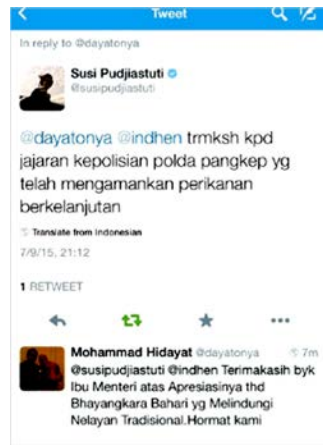 Tweet
In reply to @dayatonya
Susi Pudjiastuti
@susipudjiastuti
@dayatonya @indhen trmksh kpd
jajaran kepolisian polda pangkep yg
telah mengamankan perikanan
berkelanjutan
Translate from Indonesian
7/9/15, 21:12
1 RETWEET
Mohammad Hidayat @dayatonya 7m
@susipudjiastuti @indhen Terimakasih byk
Ibu Menteri atas Apresiasinya thd
Bhayangkara Bahari yg Melindungi
Nelayan Tradisional.Hormat kami